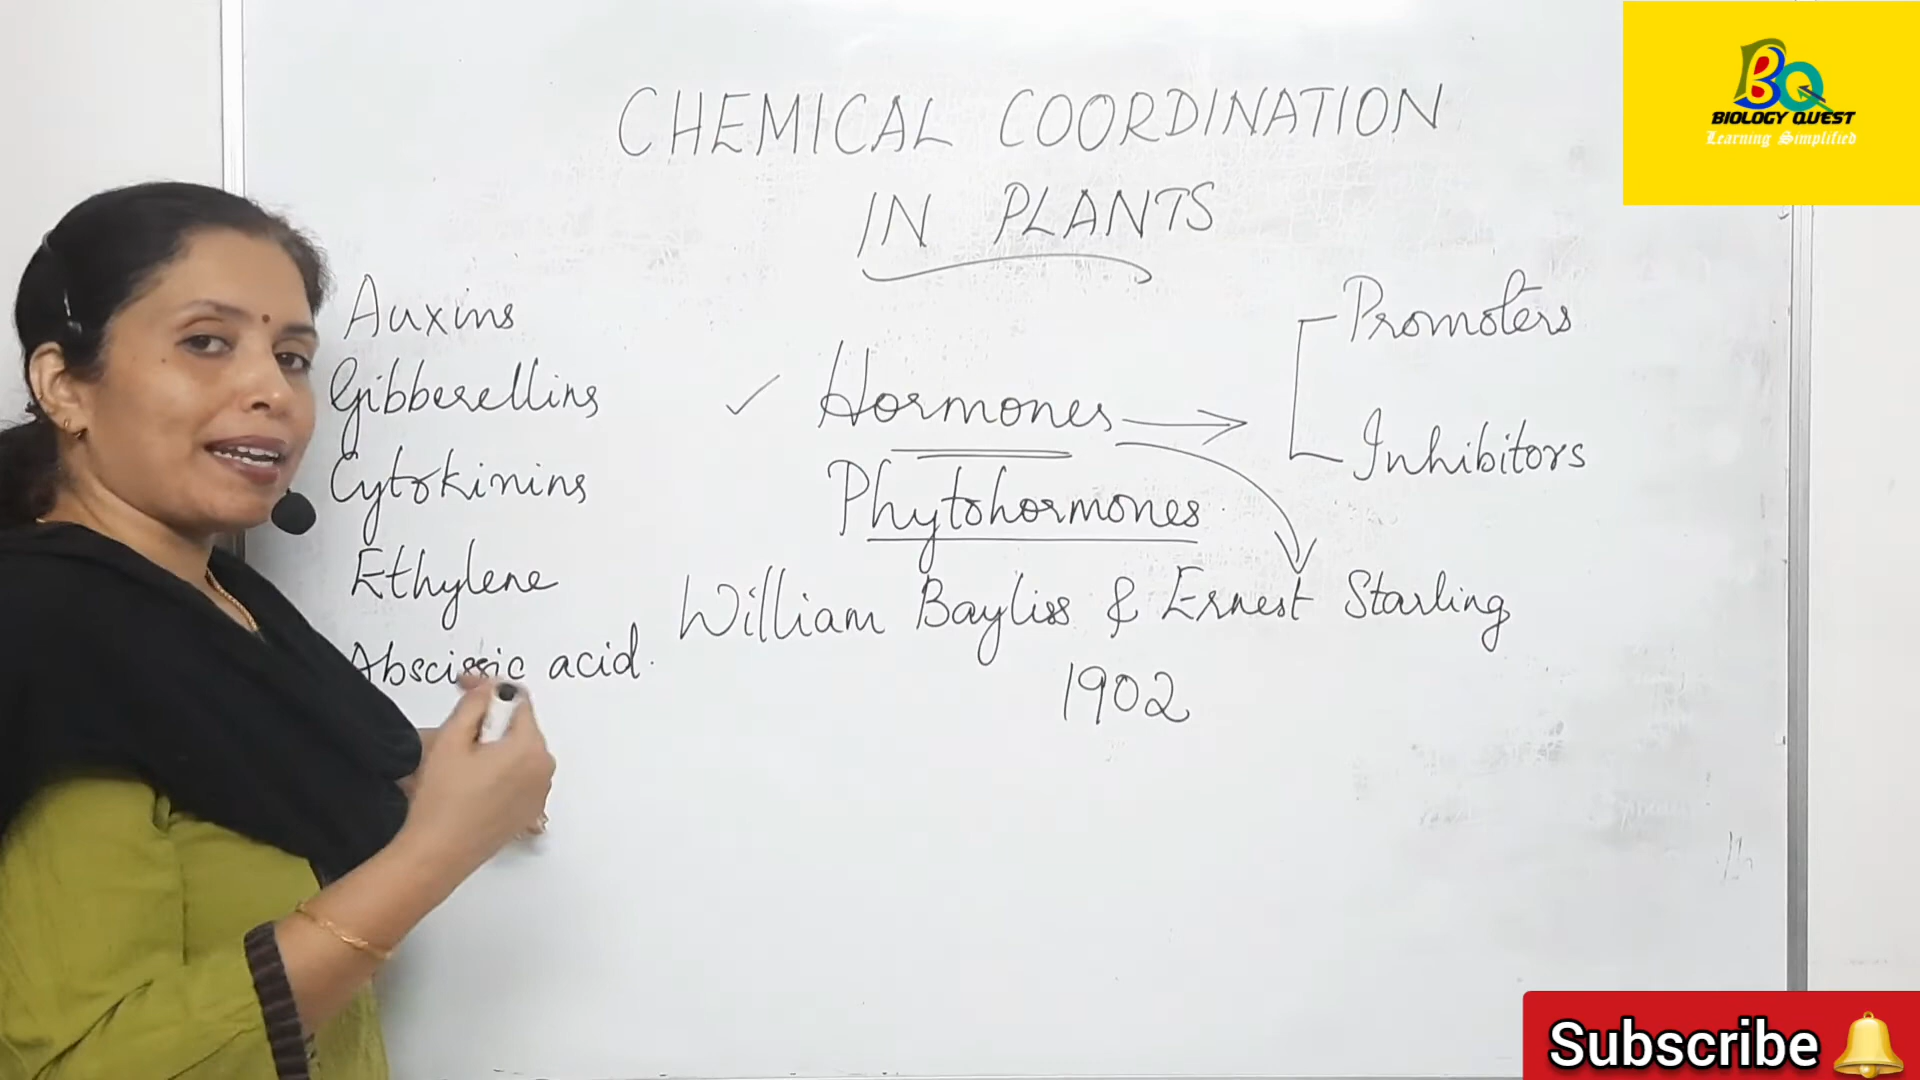 BQ
BIOLOGY QUEST
Learning Simplified
CHEMICAL COORDINATION
IN PLANTS
Auxins
Gibberellins
Cytokinins
Ethylene
Abscissic acid.
Hormones
Phytohormones
Promoters
Inhibitors
William Bayliss & Ernest Starling
1902
Subscribe